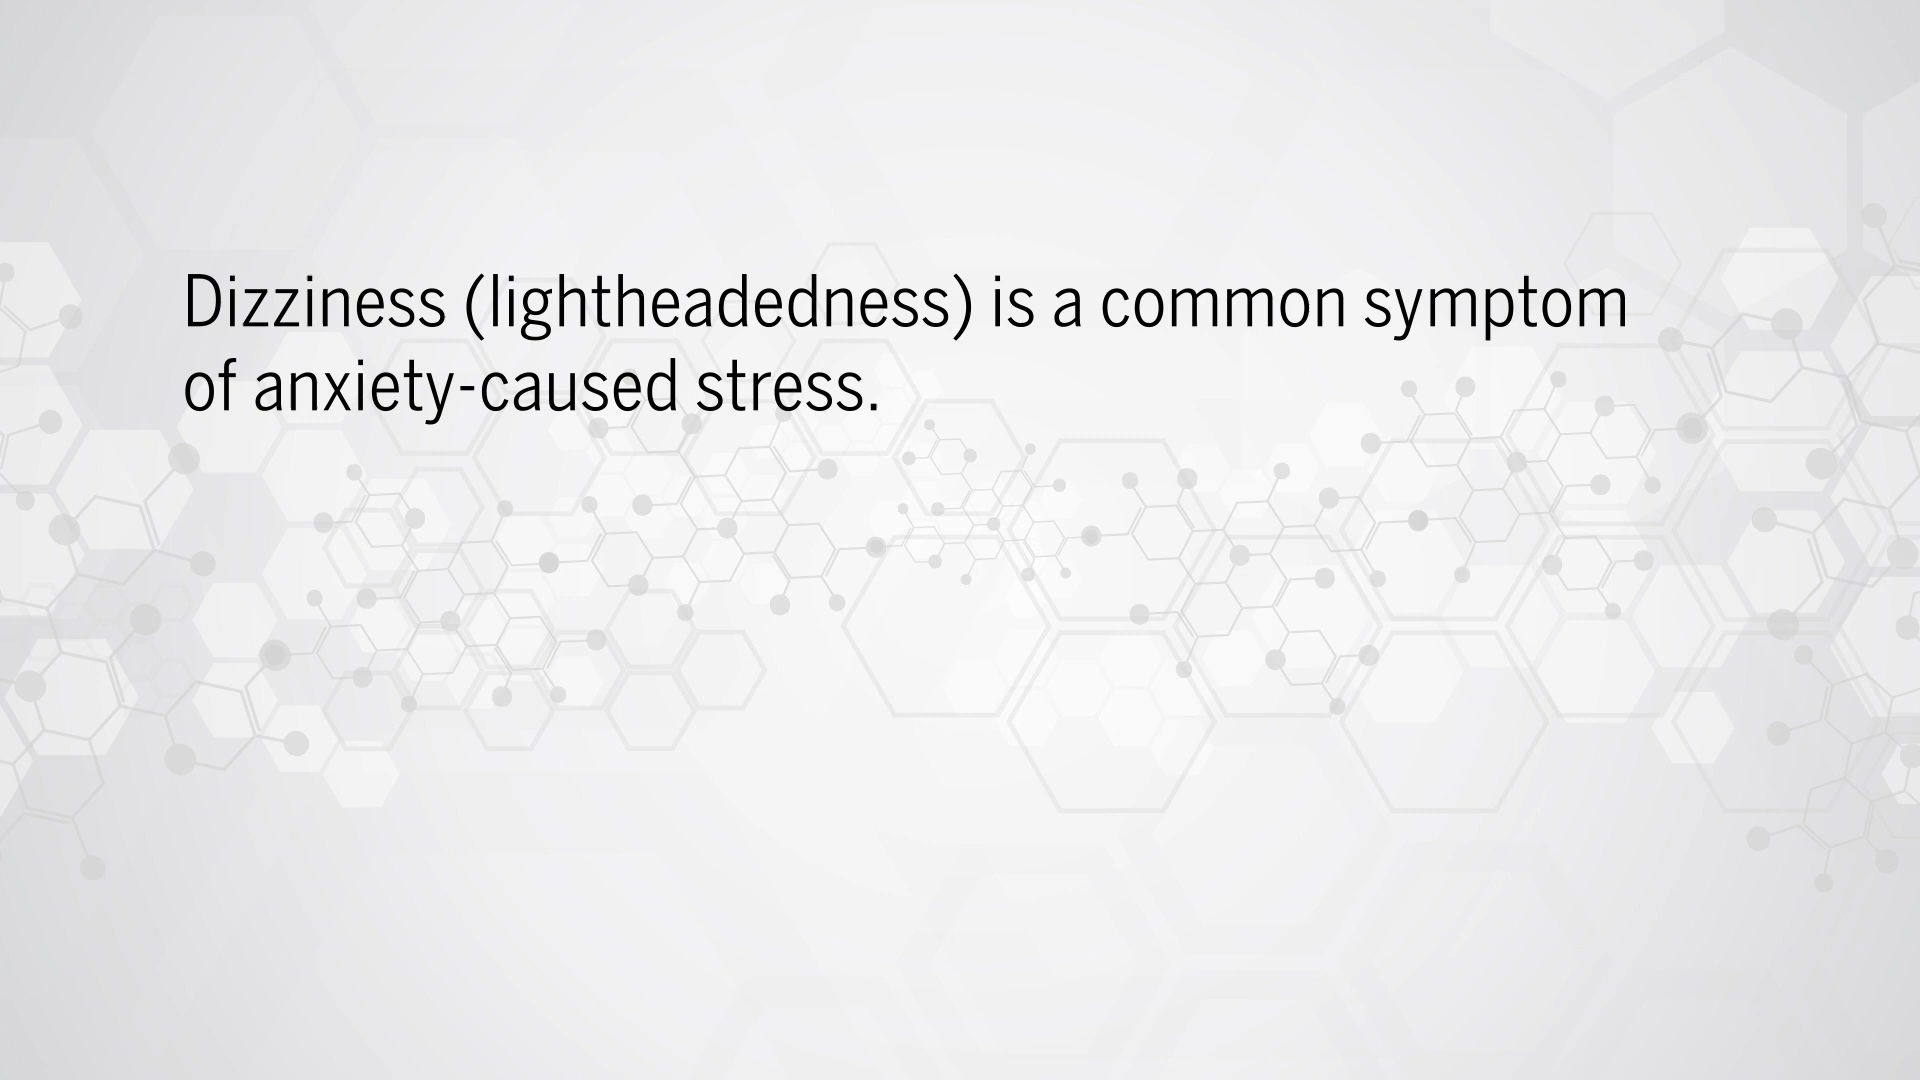 Dizziness (lightheadedness) is a common symptom
of anxiety-caused stress.